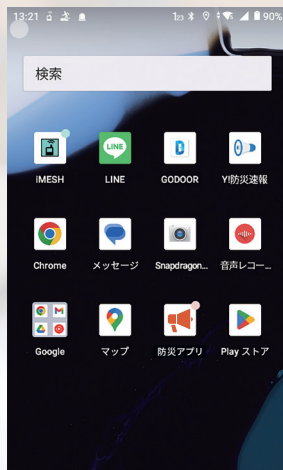 13:21
90%
検索
LINE
IMESH
LINE
GODOOR
Y!防災速報
Chrome
メッセージ
Snapdragon...
音声レコー...
Google
マップ
防災アプリ
Play ストア